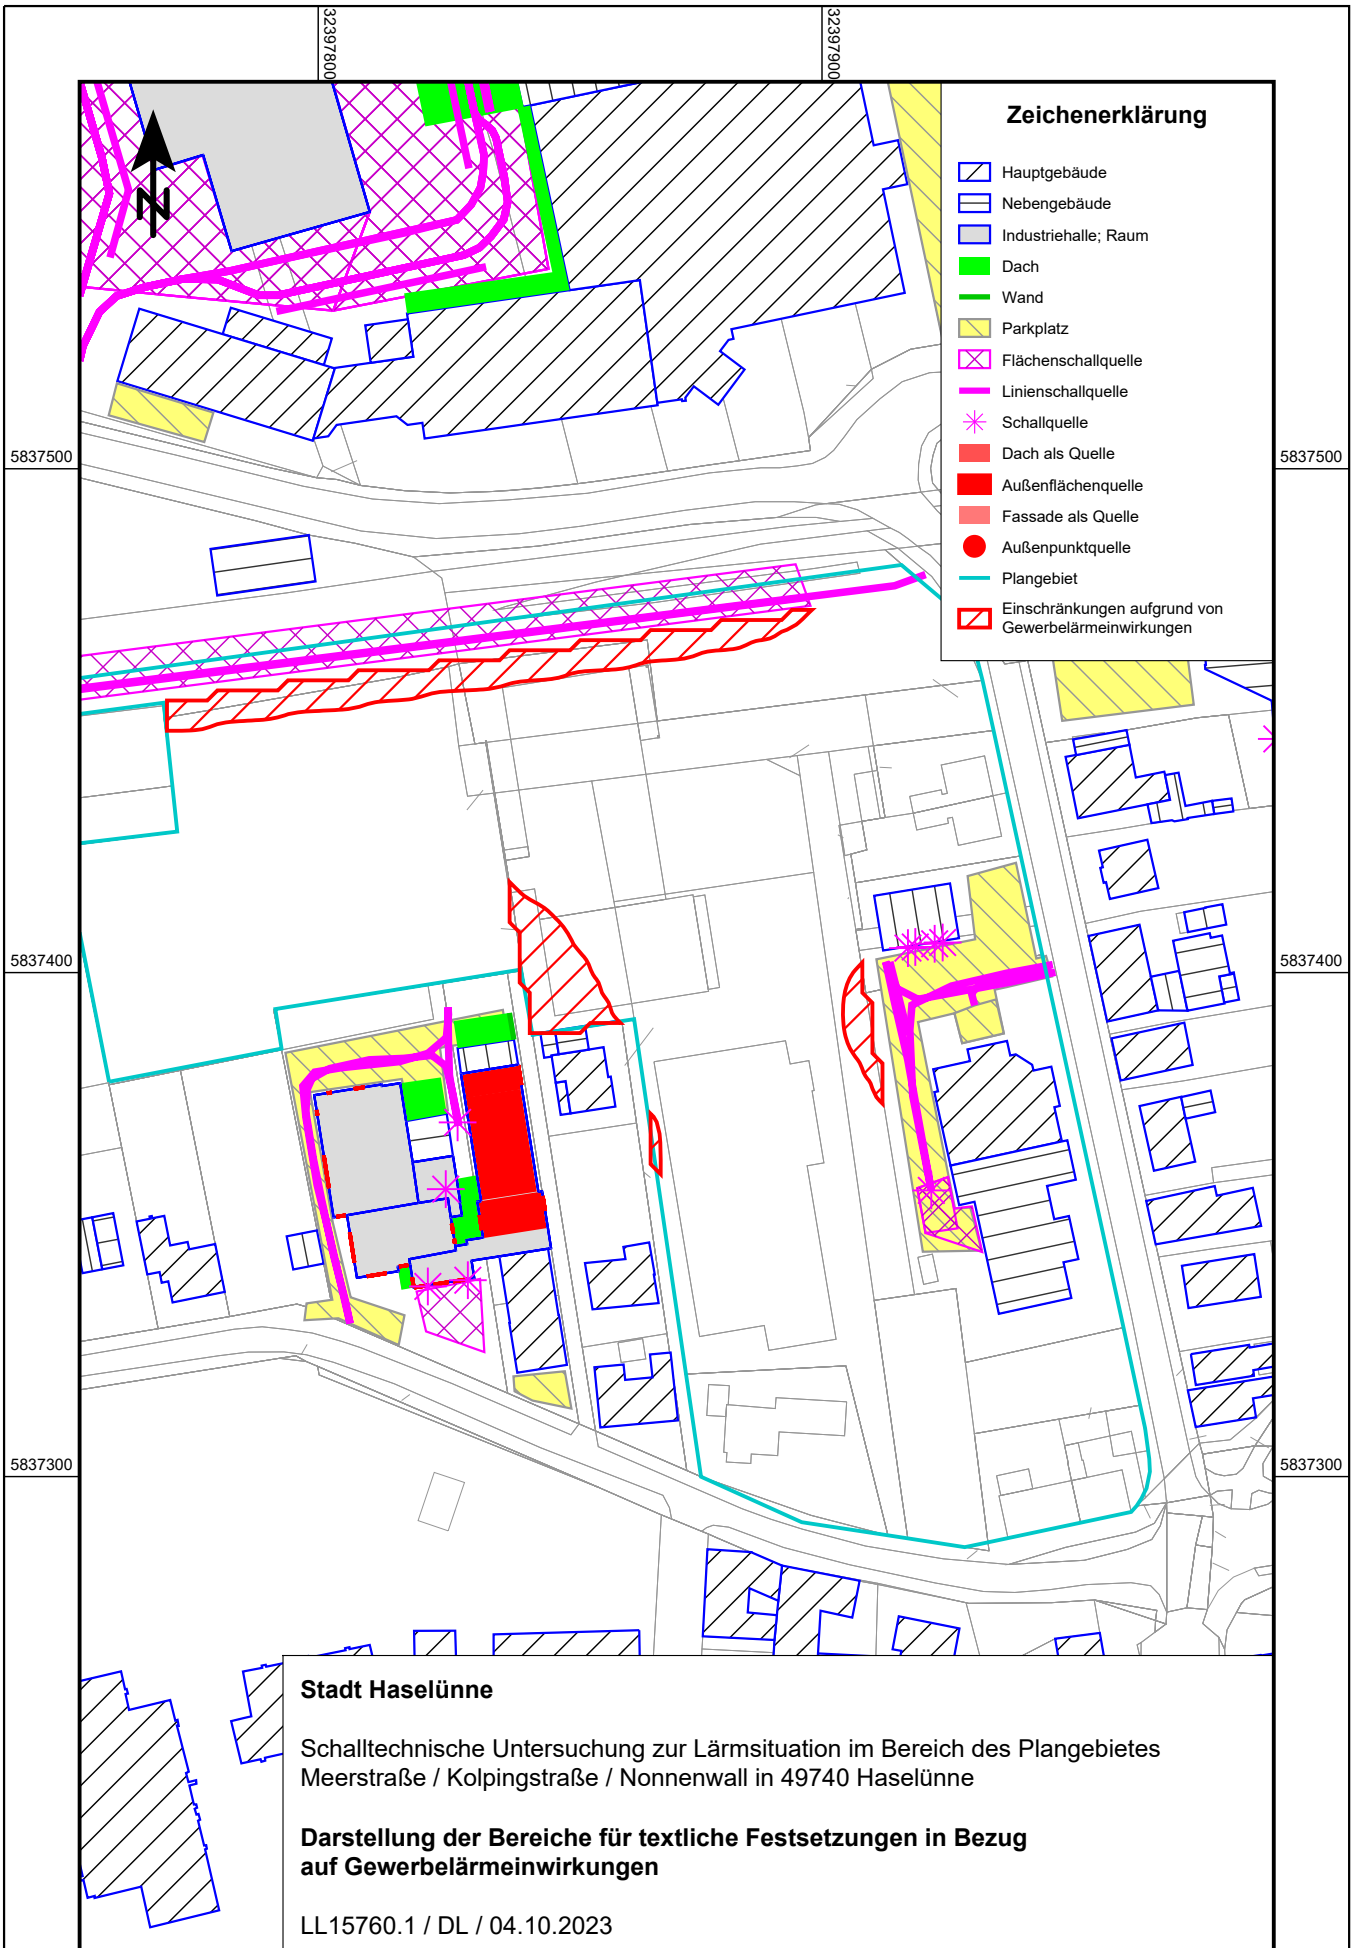 32397800
32397900
Zeichenerklärung
Hauptgebäude
Nebengebäude
Industriehalle; Raum
Dach
Wand
Parkplatz
Flächenschallquelle
Linienschallquelle
Schallquelle
Dach als Quelle
Außenflächenquelle
Fassade als Quelle
Außenpunktquelle
Plangebiet
Einschränkungen aufgrund von
Gewerbelärmeinwirkungen
N
5837500
5837500
5837400
5837400
5837300
5837300
Stadt Haselünne
Schalltechnische Untersuchung zur Lärmsituation im Bereich des Plangebietes
Meerstraße / Kolpingstraße / Nonnenwall in 49740 Haselünne
Darstellung der Bereiche für textliche Festsetzungen in Bezug
auf Gewerbelärmeinwirkungen
LL15760.1 / DL / 04.10.2023